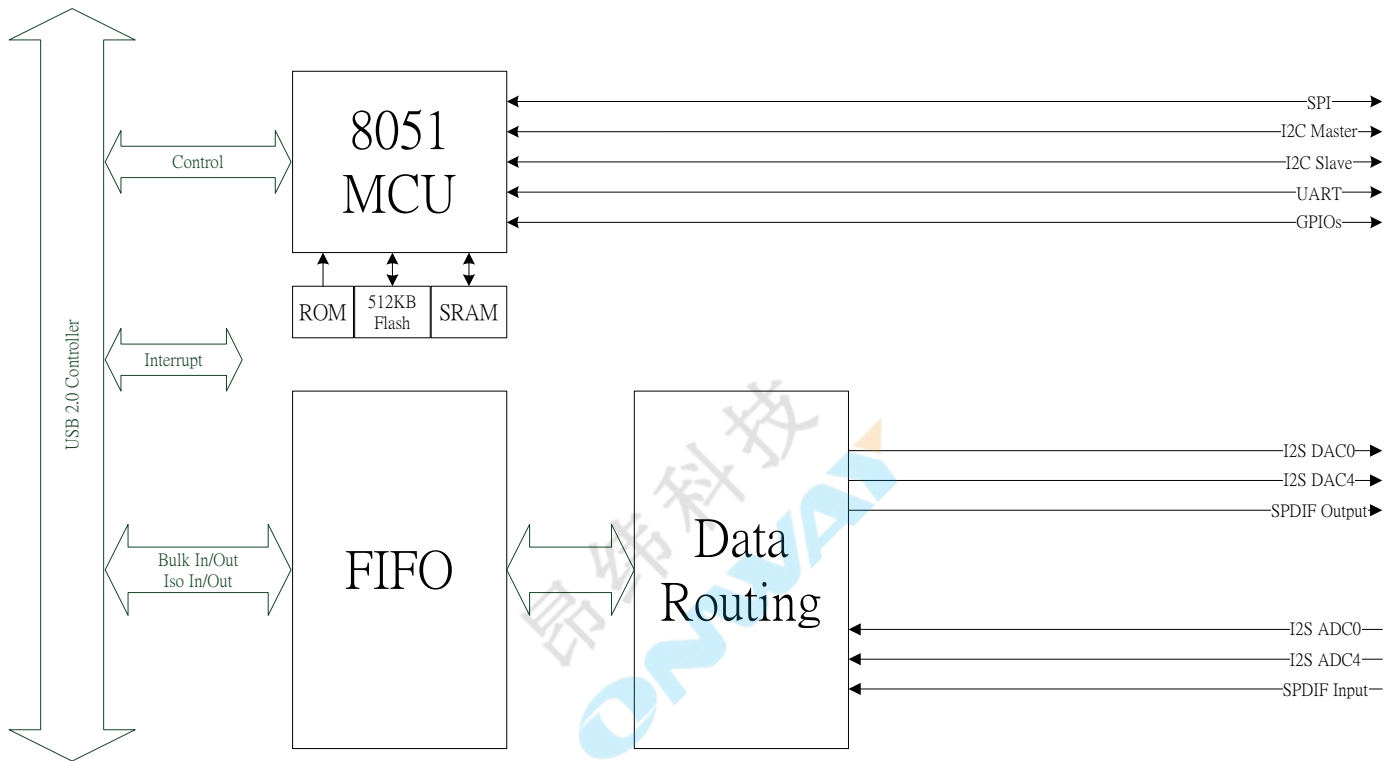 8051
MCU
SPI
I2C Master
I2C Slave
UART
GPIOs
Control
ROM
512KB
Flash
SRAM
USB 2.0 Controller
Interrupt
Bulk In/Out
Iso In/Out
FIFO
Data
Routing
I2S DAC0
I2S DAC4
SPDIF Output
I2S ADC0
I2S ADC4
SPDIF Input
昂纬科技
ONWAY